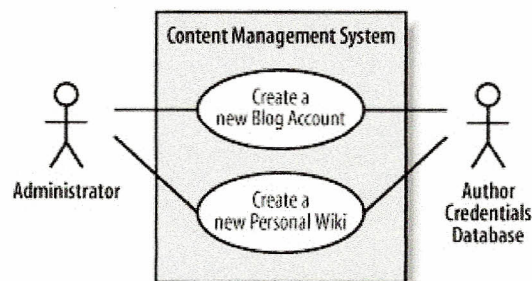 Content Management System
Create a
new Blog Account
Administrator
Create a
new Personal Wiki
Author
Credentials
Database